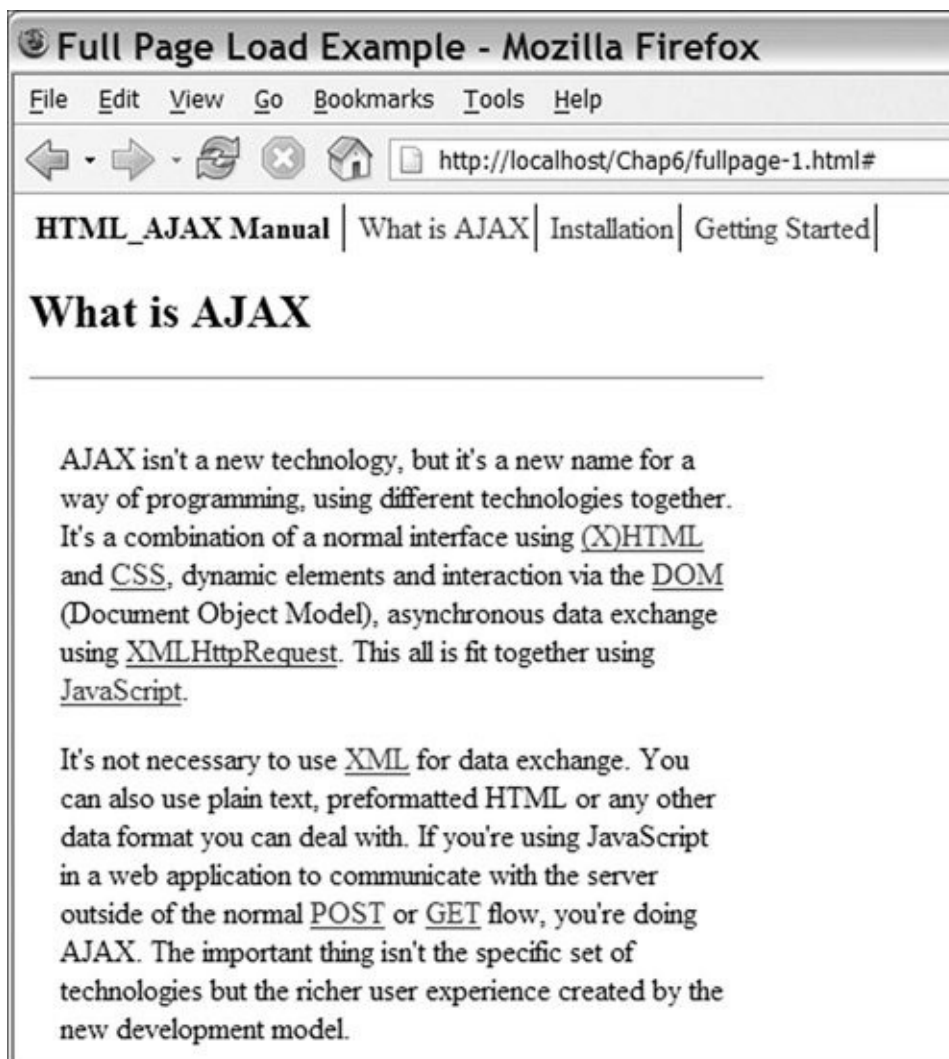 Full Page Load Example - Mozilla Firefox
File Edit View Go Bookmarks Tools Help
http://localhost/Chap6/fullpage-1.html#
HTML_AJAX Manual | What is AJAX | Installation | Getting Started |
What is AJAX
AJAX isn't a new technology, but it's a new name for a
way of programming, using different technologies together.
It's a combination of a normal interface using (X)HTML
and CSS, dynamic elements and interaction via the DOM
(Document Object Model), asynchronous data exchange
using XMLHttpRequest. This all is fit together using
JavaScript.
It's not necessary to use XML for data exchange. You
can also use plain text, preformatted HTML or any other
data format you can deal with. If you're using JavaScript
in a web application to communicate with the server
outside of the normal POST or GET flow, you're doing
AJAX. The important thing isn't the specific set of
technologies but the richer user experience created by the
new development model.